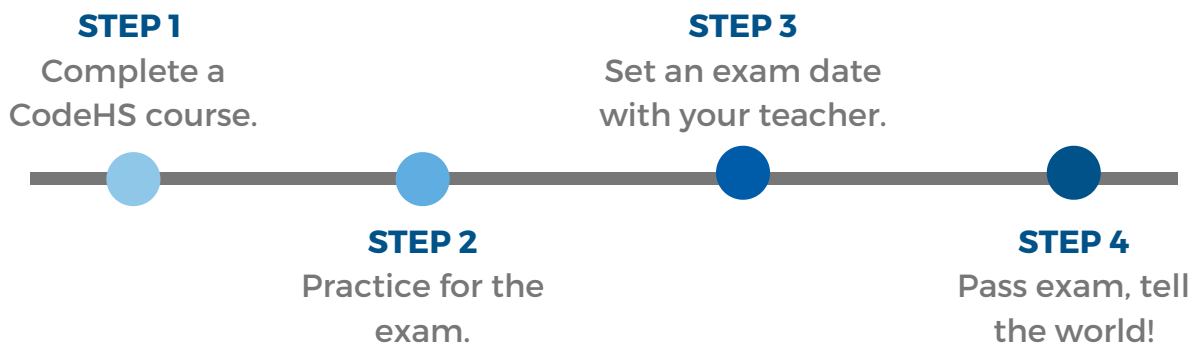 STEP 1
Complete a
CodeHS course.
STEP 2
Practice for the
exam.
STEP 3
Set an exam date
with your teacher.
STEP 4
Pass exam, tell
the world!